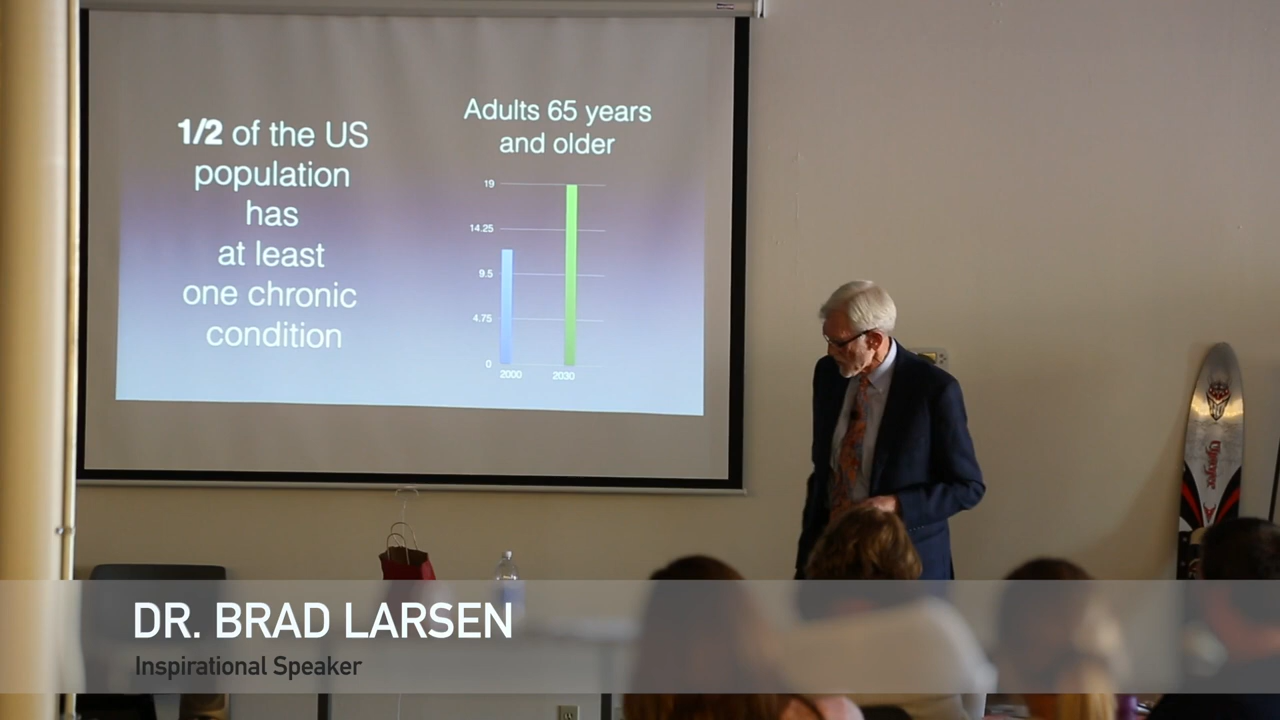 1/2 of the US
population
has
at least
one chronic
condition
Adults 65 years
and older
19
14.25
9.5
4.75
0
2000
2030
DR. BRAD LARSEN
Inspirational Speaker